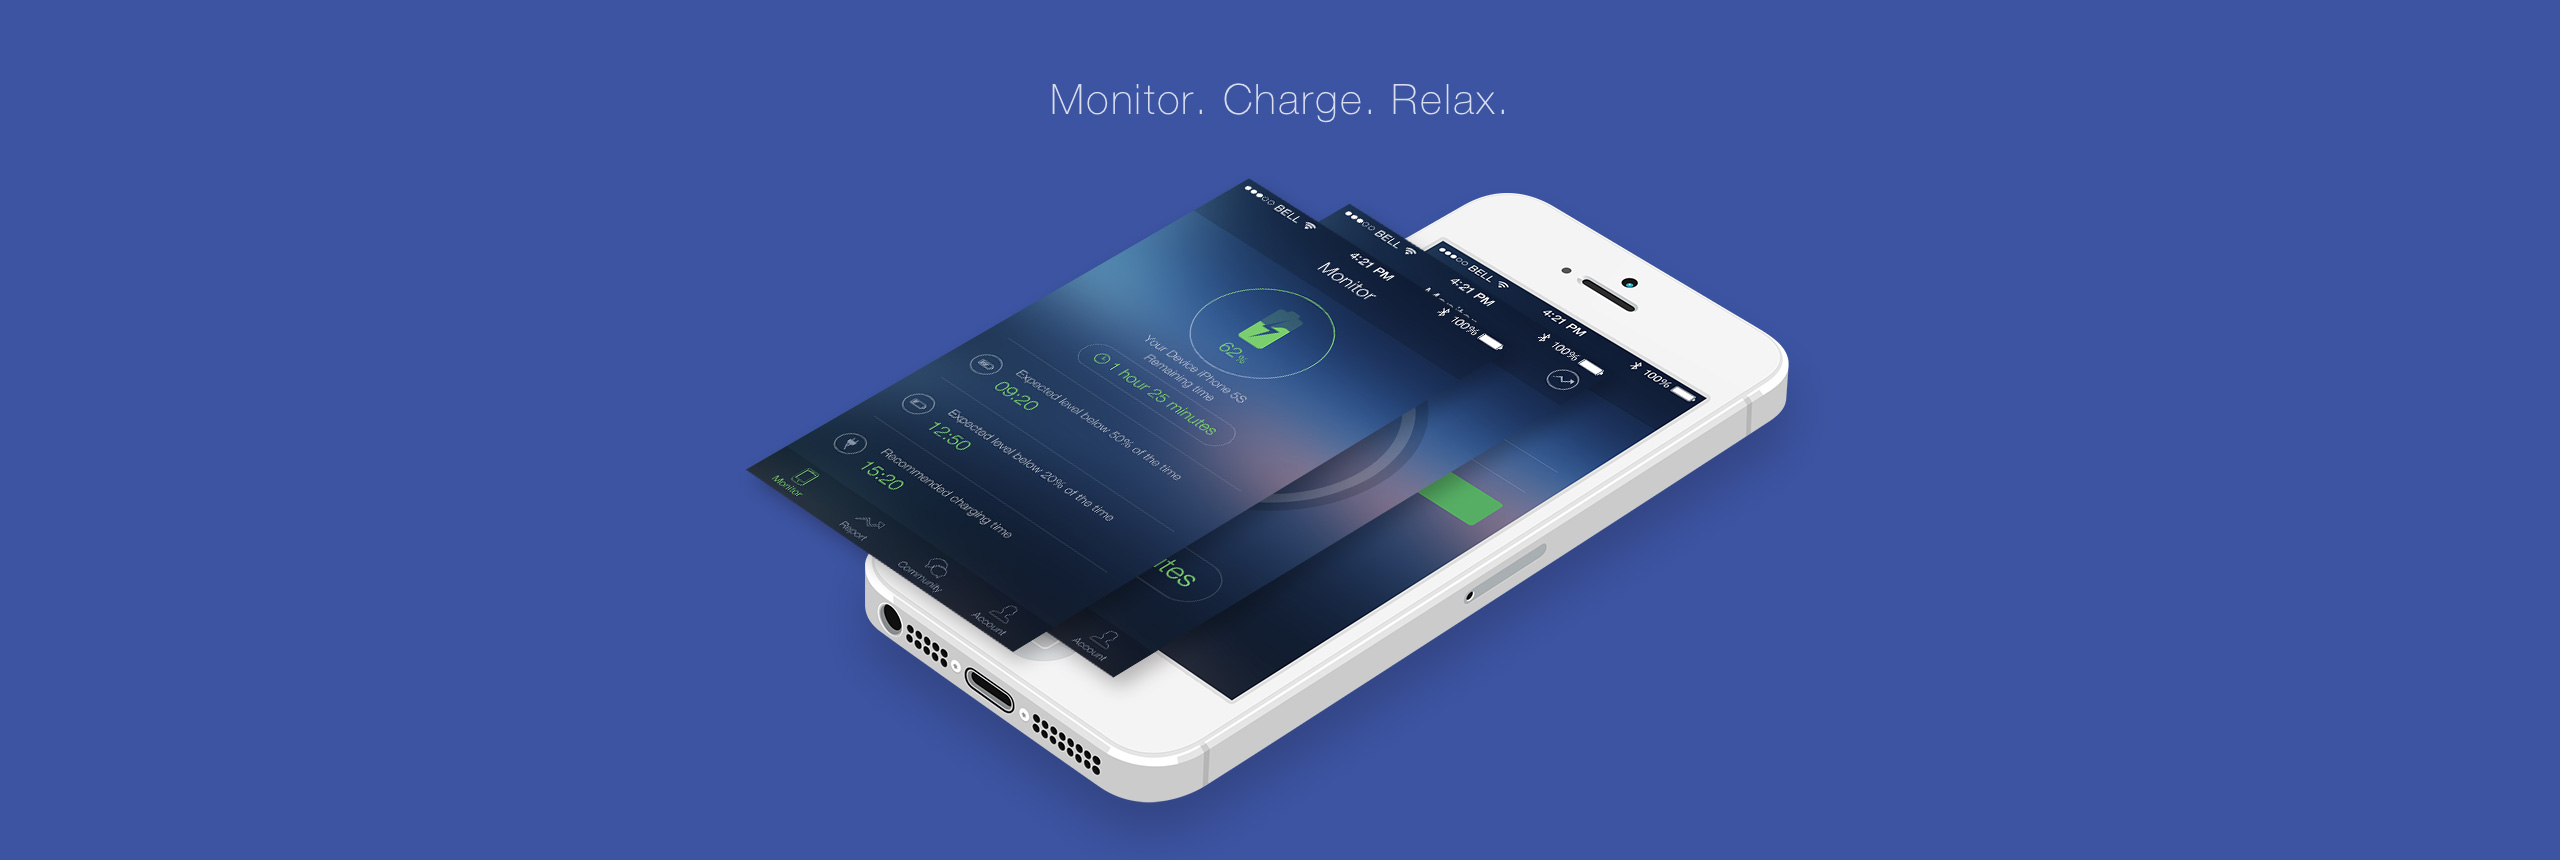 Monitor. Charge. Relax.
BELL
4:21 PM
100%
Monitor
62%
Your Device iPhone 5S
Remaining time
1 hour 25 minutes
Expected level below 50% of the time
09:20
Expected level below 20% of the time
12:50
Recommended charging time
15:20
Monitor
Report
Community
Account
BELL
4:21 PM
100%
utes
Account
BELL
4:21 PM
100%